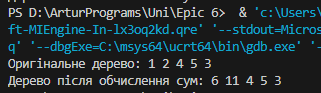 PS D:\ArturPrograms\Uni\Epic 6>  & 'c:\Users\
ft-MIEngine-In-lx3oq2kd.qre' '--stdout=Micros
q' '--dbgExe=C:\msys64\ucrt64\bin\gdb.exe' '-
Оригінальне дерево: 1 2 4 5 3
Дерево після обчислення сум: 6 11 4 5 3